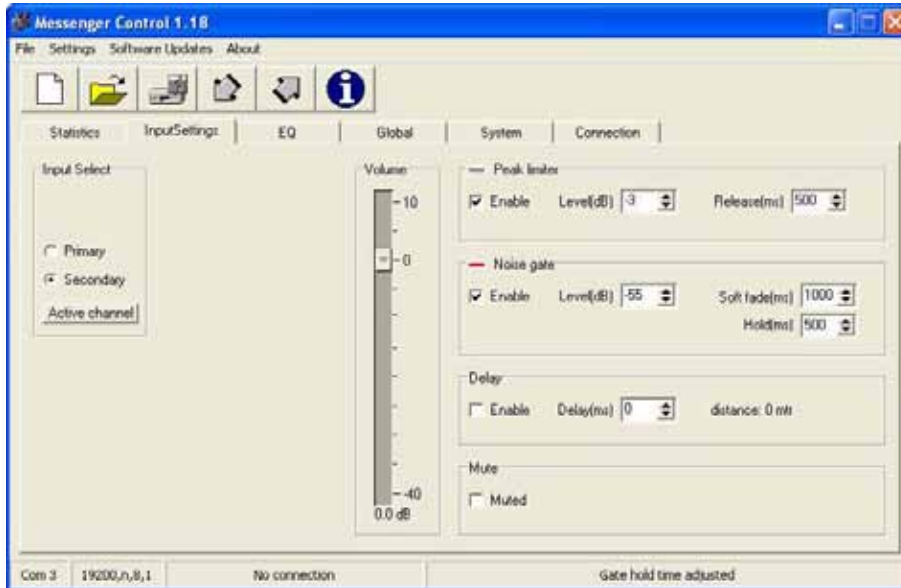 Messenger Control 1.18
File Settings Software Updates About
Statistics InputSettings EQ Global System Connection
Input Select
Primary
Secondary
Active channel
Volume
10
0
-40
0.0 dB
Peak limiter
Enable Level(dB) -3 Release(ms) 500
Noise gate
Enable Level(dB) -55 Soft fade(ms) 1000
Hold(ms) 500
Delay
Enable Delay(ms) 0 distance: 0 mtr
Mute
Muted
Com 3 19200,n,8,1 No connection Gate hold time adjusted